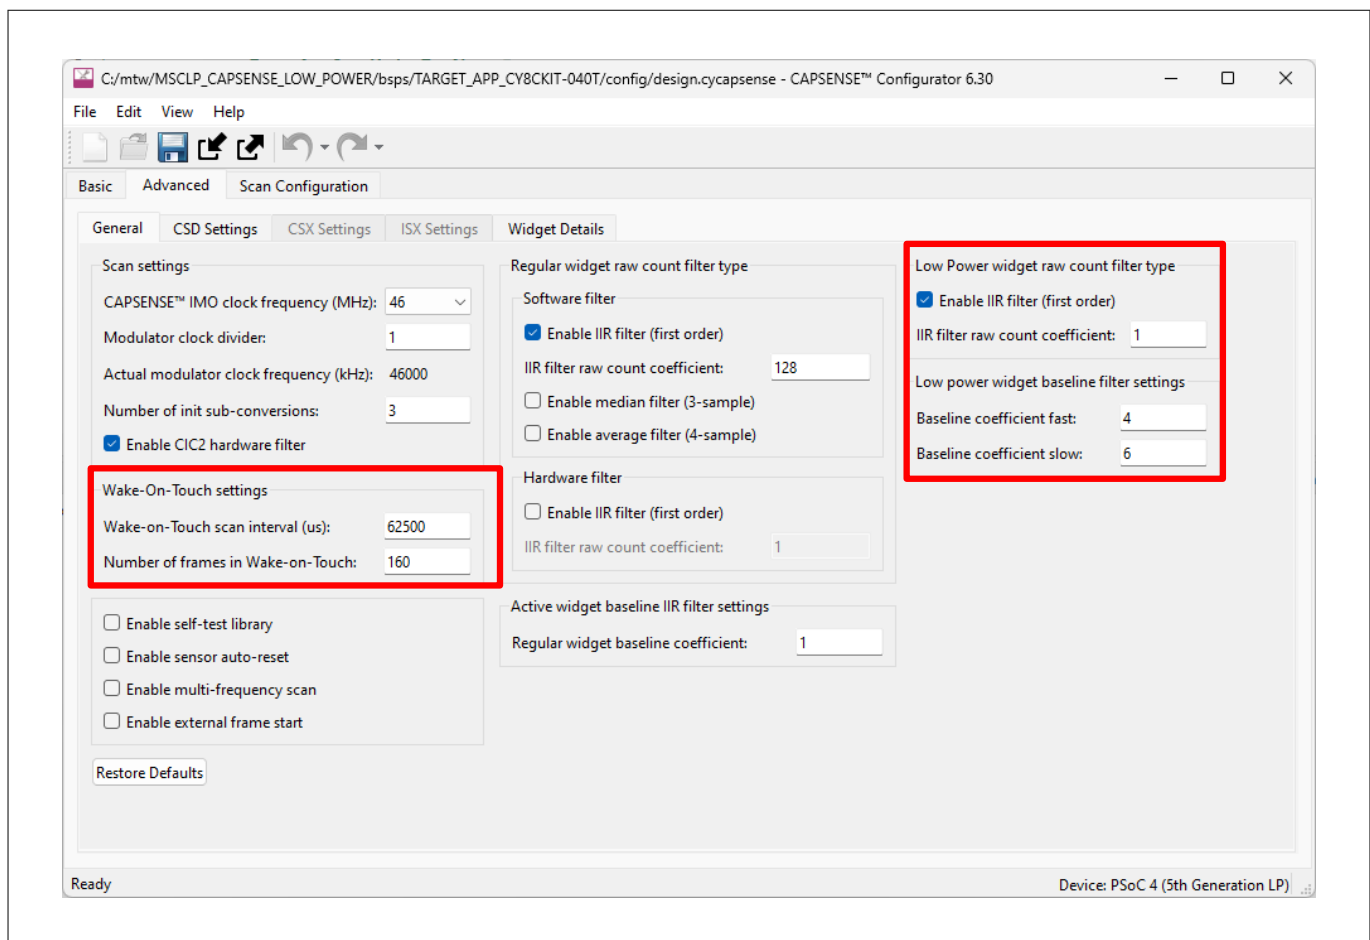 C:/mtw/MSCLP_CAPSENSE_LOW_POWER/bsps/TARGET_APP_CY8CKIT-040T/config/design.cycapsense - CAPSENSE™ Configurator 6.30
File Edit View Help
Basic Advanced Scan Configuration
General CSD Settings CSX Settings ISX Settings Widget Details
Scan settings
CAPSENSE™ IMO clock frequency (MHz): 46
Modulator clock divider: 1
Actual modulator clock frequency (kHz): 46000
Number of init sub-conversions: 3
Enable CIC2 hardware filter
Wake-On-Touch settings
Wake-on-Touch scan interval (us): 62500
Number of frames in Wake-on-Touch: 160
Enable self-test library
Enable sensor auto-reset
Enable multi-frequency scan
Enable external frame start
Restore Defaults
Regular widget raw count filter type
Software filter
Enable IIR filter (first order)
IIR filter raw count coefficient: 128
Enable median filter (3-sample)
Enable average filter (4-sample)
Hardware filter
Enable IIR filter (first order)
IIR filter raw count coefficient: 1
Active widget baseline IIR filter settings
Regular widget baseline coefficient: 1
Low Power widget raw count filter type
Enable IIR filter (first order)
IIR filter raw count coefficient: 1
Low power widget baseline filter settings
Baseline coefficient fast: 4
Baseline coefficient slow: 6
Ready
Device: PSoC 4 (5th Generation LP)